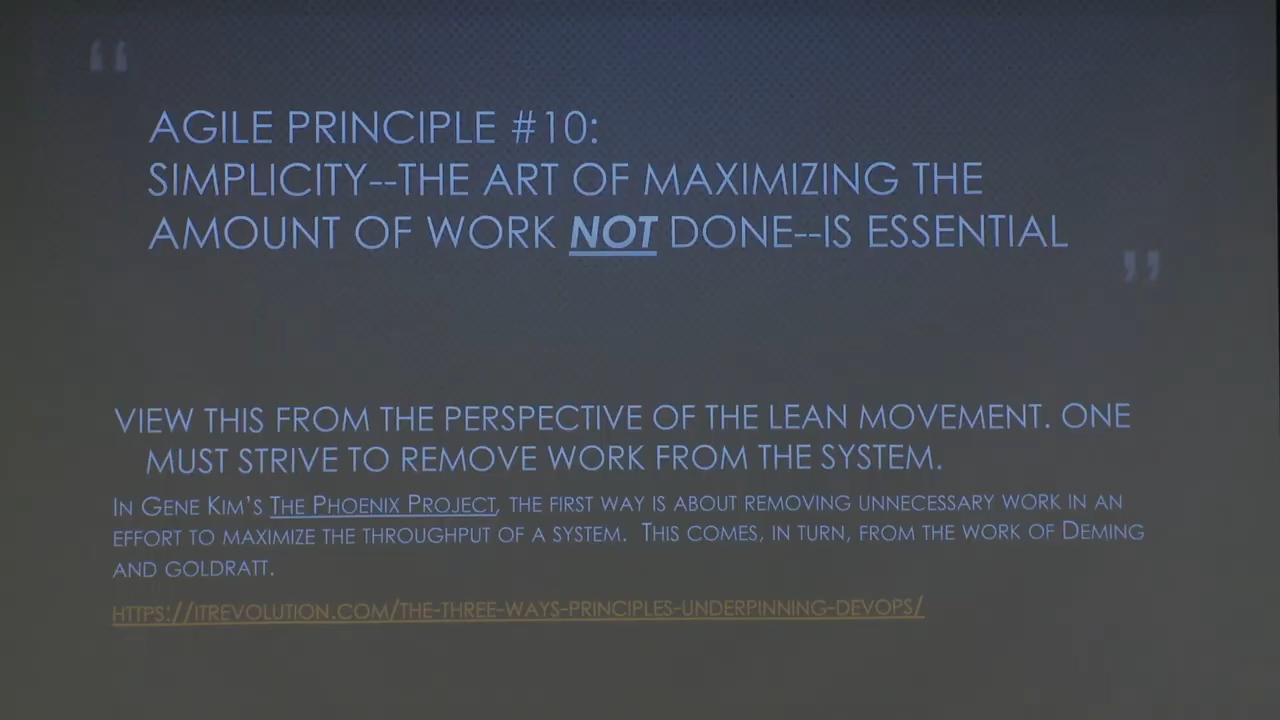 “
AGILE PRINCIPLE #10:
SIMPLICITY--THE ART OF MAXIMIZING THE
AMOUNT OF WORK NOT DONE--IS ESSENTIAL
”
VIEW THIS FROM THE PERSPECTIVE OF THE LEAN MOVEMENT. ONE
MUST STRIVE TO REMOVE WORK FROM THE SYSTEM.
IN GENE KIM'S THE PHOENIX PROJECT, THE FIRST WAY IS ABOUT REMOVING UNNECESSARY WORK IN AN
EFFORT TO MAXIMIZE THE THROUGHPUT OF A SYSTEM. THIS COMES, IN TURN, FROM THE WORK OF DEMING
AND GOLDRATT.
HTTPS://ITREVOLUTION.COM/THE-THREE-WAYS-PRINCIPLES-UNDERPINNING-DEVOPS/